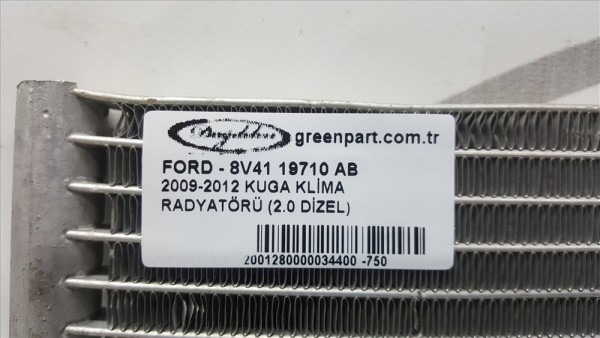 greenpart.com.tr
FORD - 8V41 19710 AB
2009-2012 KUGA KLİMA
RADYATÖRÜ (2.0 DİZEL)
2001280000034400 -750